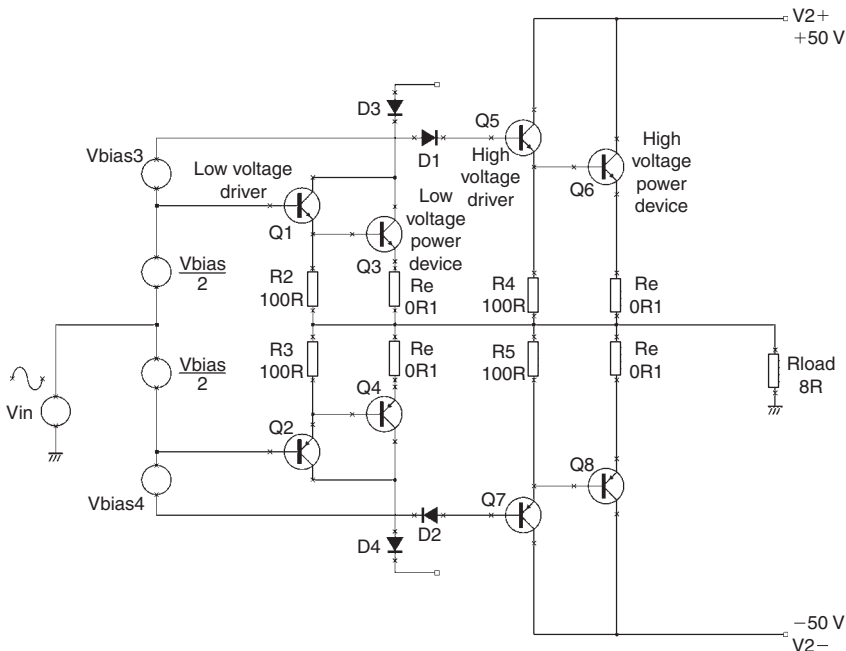 V2+
+50 V
D3
Q5
Vbias3
Low voltage
driver
D1
High
voltage
driver
High
voltage
power
device
Q6
Q1
Low
voltage
power
device
Q3
Vbias
2
R2
100R
Re
0R1
R4
100R
Re
0R1
Vbias
2
R3
100R
Re
0R1
R5
100R
Re
0R1
Rload
8R
Vin
Q4
Q2
Q8
Vbias4
Q7
D2
D4
−50 V
V2−